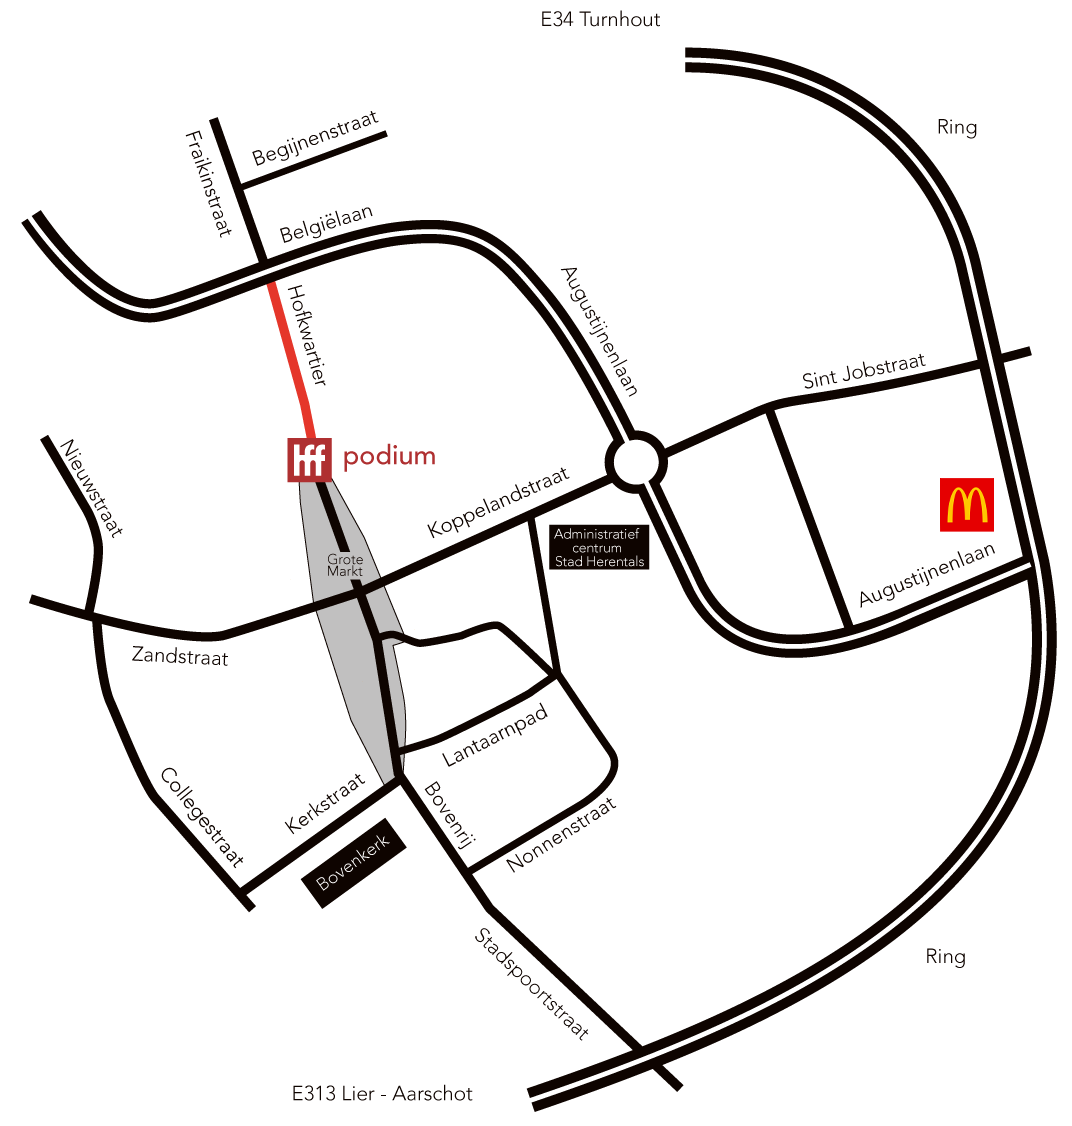 E34 Turnhout
Ring
Begijnenstraat
Fraikinstraat
Belgiëlaan
Hofkwartier
Augustijnenlaan
Sint Jobstraat
Nieuwstraat
hff podium
Koppelandstraat
Administratief
centrum
Stad Herentals
Grote
Markt
Augustijnenlaan
Zandstraat
Lantaarnpad
Collegestraat
Kerkstraat
Bovenrij
Nonnenstraat
Bovenkerk
Stadspoortstraat
Ring
E313 Lier - Aarschot